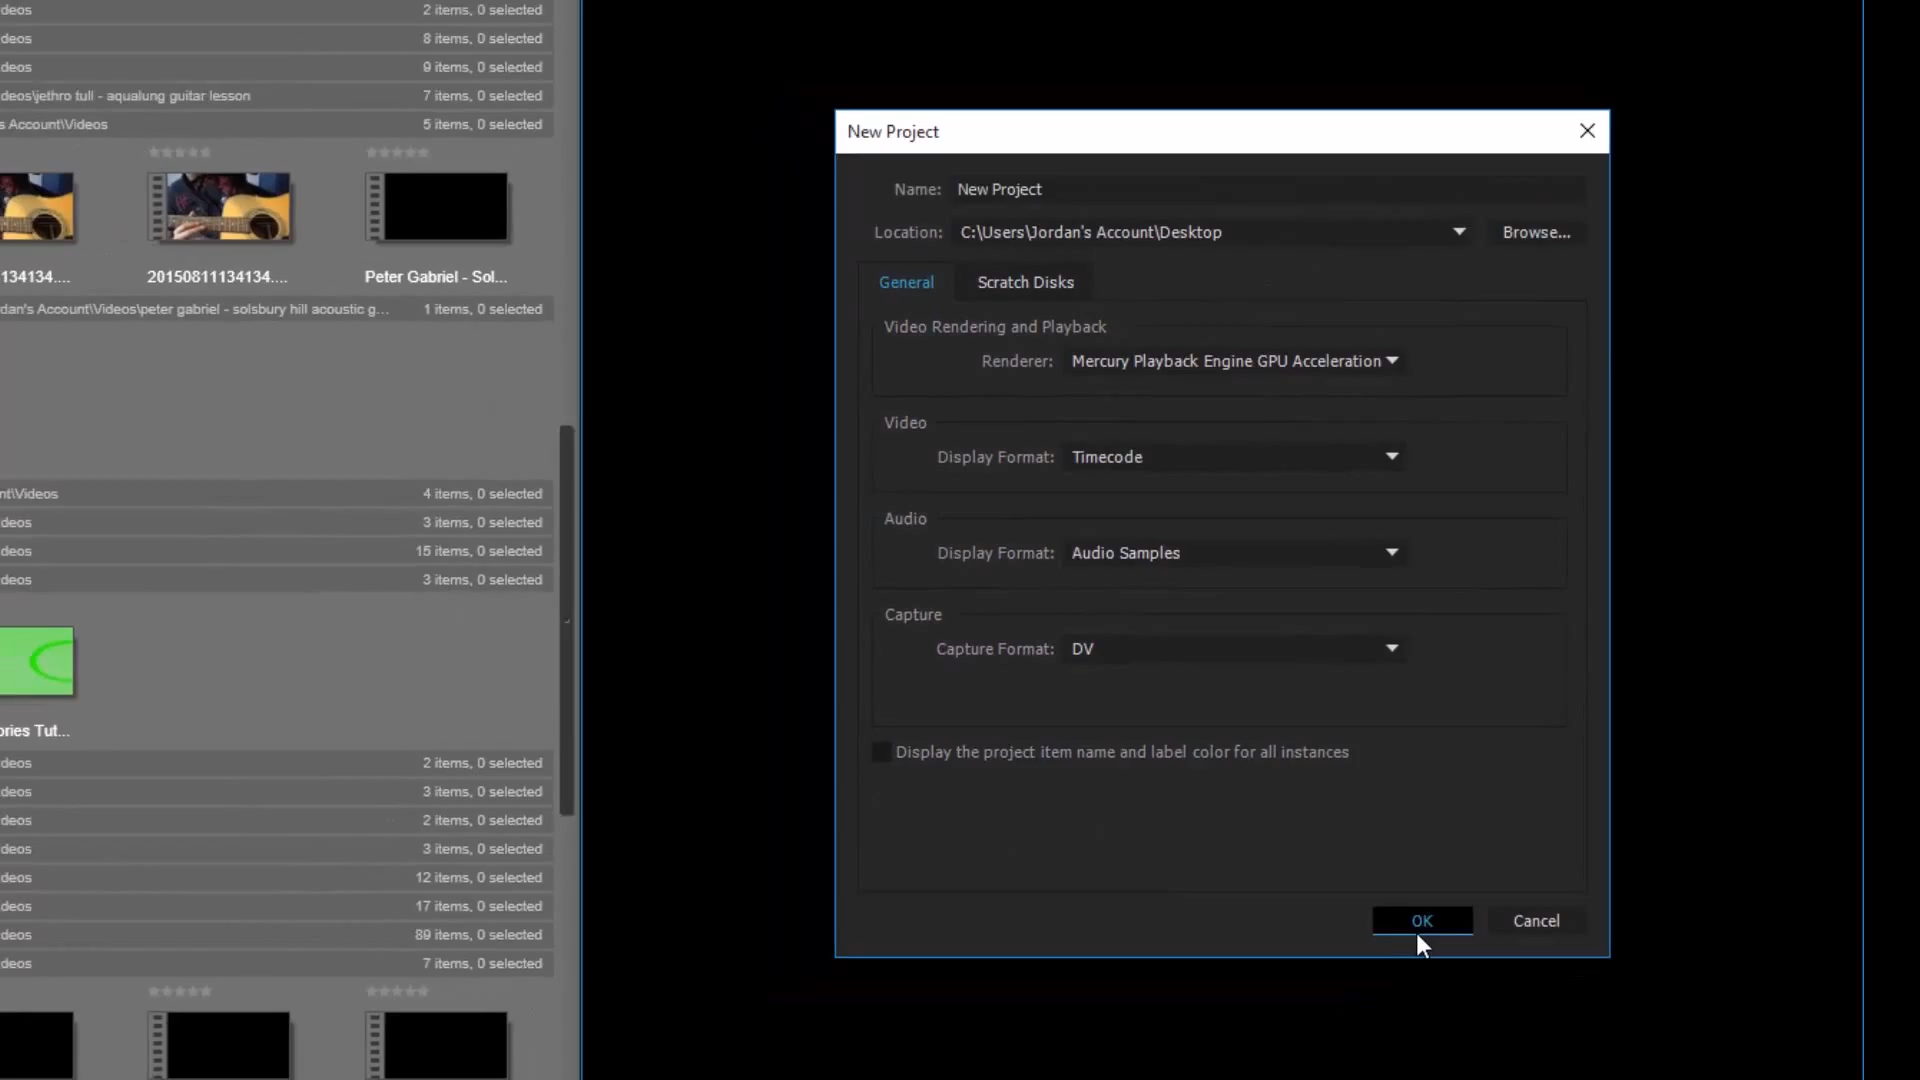 deos 2 items, 0 selected
deos 8 items, 0 selected
deos 9 items, 0 selected
deos\jethro tull - aqualung guitar lesson 7 items, 0 selected
s Account\Videos 5 items, 0 selected
134134.... 20150811134134.... Peter Gabriel - Sol...
rdan's Account\Videos\peter gabriel - solsbury hill acoustic g... 1 items, 0 selected
nt\Videos 4 items, 0 selected
deos 3 items, 0 selected
deos 15 items, 0 selected
deos 3 items, 0 selected
ories Tut...
deos 2 items, 0 selected
deos 3 items, 0 selected
deos 2 items, 0 selected
deos 3 items, 0 selected
deos 12 items, 0 selected
deos 17 items, 0 selected
deos 89 items, 0 selected
deos 7 items, 0 selected
New Project
Name: New Project
Location: C:\Users\Jordan's Account\Desktop Browse...
General Scratch Disks
Video Rendering and Playback
Renderer: Mercury Playback Engine GPU Acceleration
Video
Display Format: Timecode
Audio
Display Format: Audio Samples
Capture
Capture Format: DV
Display the project item name and label color for all instances
OK Cancel